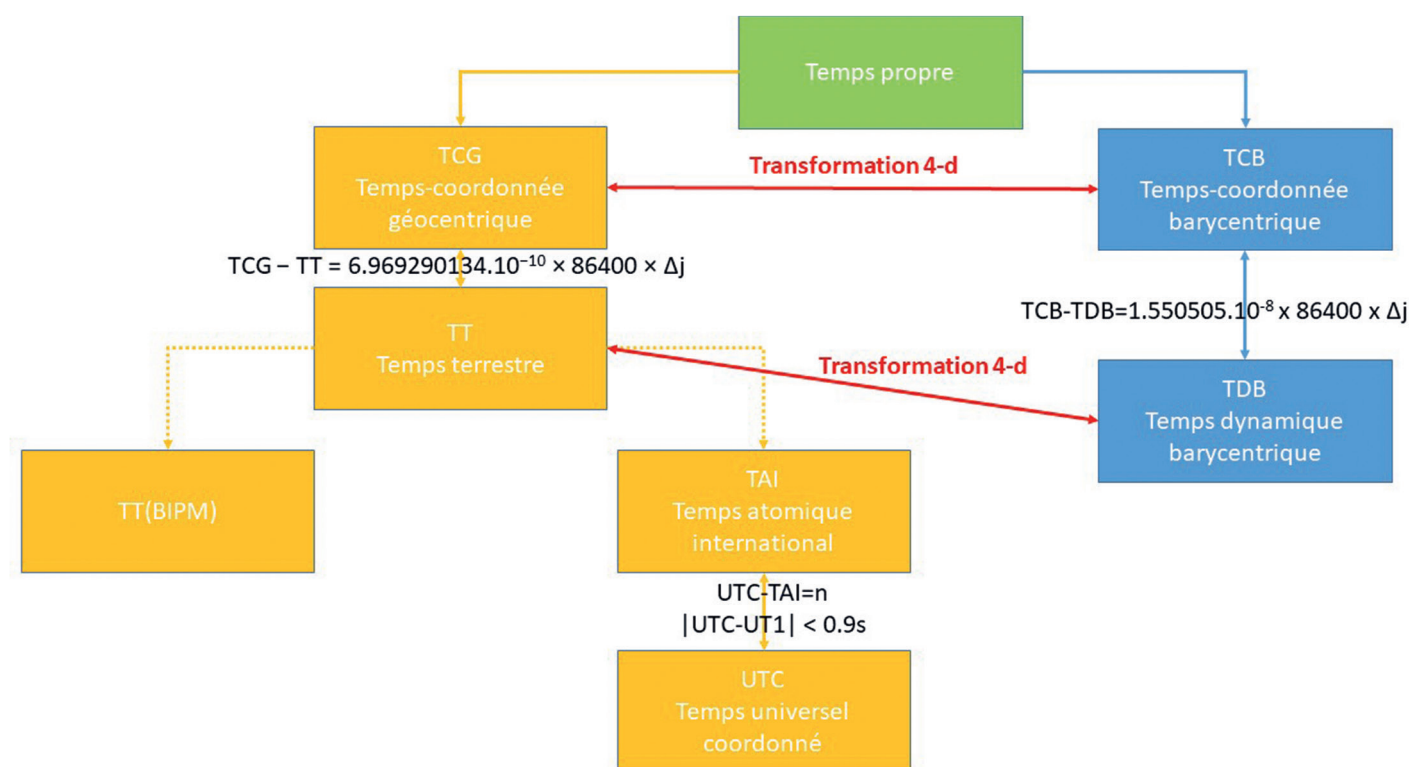 Temps propre
TCG
Temps-coordonnée
géocentrique
Transformation 4-d
TCB
Temps-coordonnée
barycentrique
TCG – TT = 6.969290134.10⁻¹⁰ × 86400 × Δj
TCB-TDB=1.550505.10⁻⁸ x 86400 x Δj
TT
Temps terrestre
Transformation 4-d
TDB
Temps dynamique
barycentrique
TT(BIPM)
TAI
Temps atomique
international
UTC-TAI=n
|UTC-UT1| < 0.9s
UTC
Temps universel
coordonné